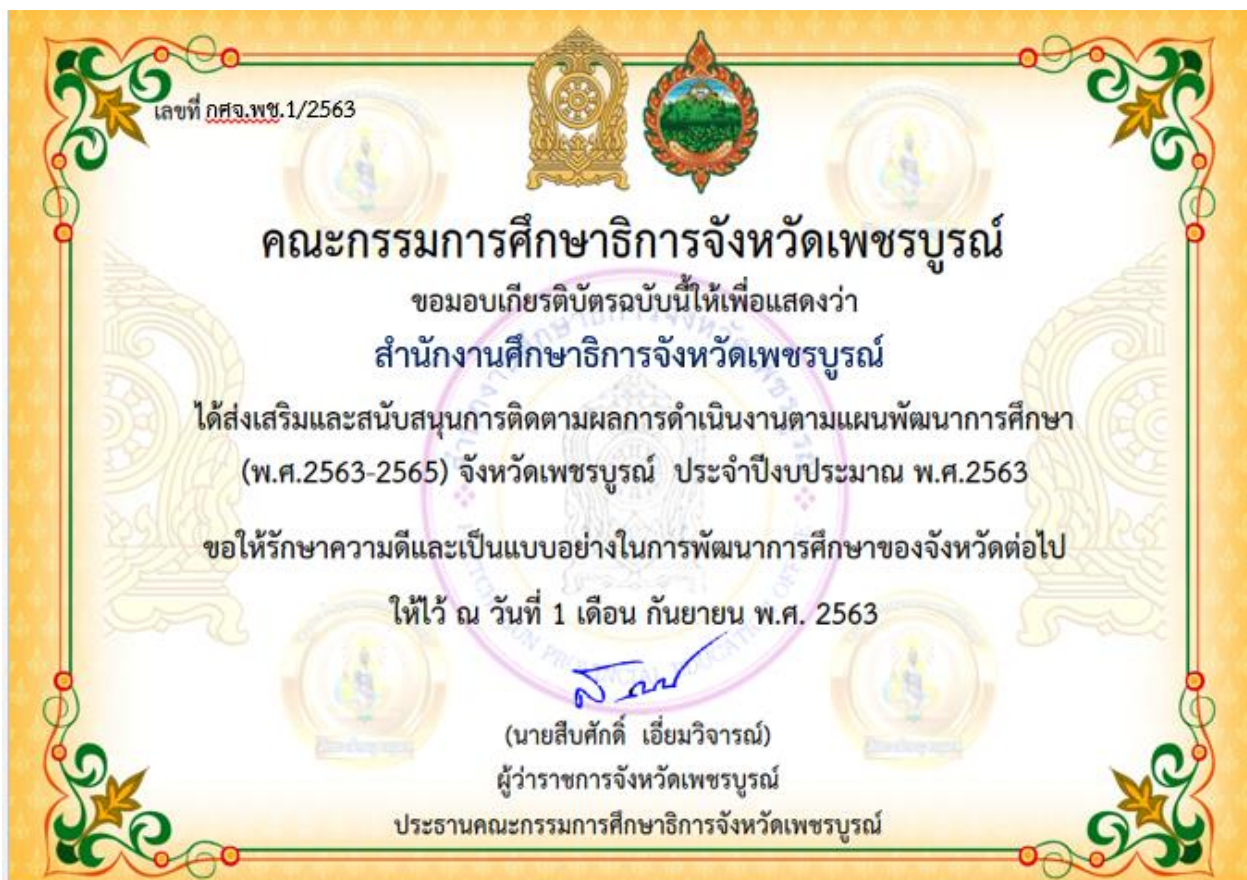 เลขที่ กศจ.พช.1/2563
คณะกรรมการศึกษาธิการจังหวัดเพชรบูรณ์
ขอมอบเกียรติบัตรฉบับนี้ให้เพื่อแสดงว่า
สำนักงานศึกษาธิการจังหวัดเพชรบูรณ์
ได้ส่งเสริมและสนับสนุนการติดตามผลการดำเนินงานตามแผนพัฒนาการศึกษา
(พ.ศ.2563-2565) จังหวัดเพชรบูรณ์ ประจำปีงบประมาณ พ.ศ.2563
ขอให้รักษาความดีและเป็นแบบอย่างในการพัฒนาการศึกษาของจังหวัดต่อไป
ให้ไว้ ณ วันที่ 1 เดือน กันยายน พ.ศ. 2563
(นายสืบศักดิ์ เอี่ยมวิจารณ์)
ผู้ว่าราชการจังหวัดเพชรบูรณ์
ประธานคณะกรรมการศึกษาธิการจังหวัดเพชรบูรณ์